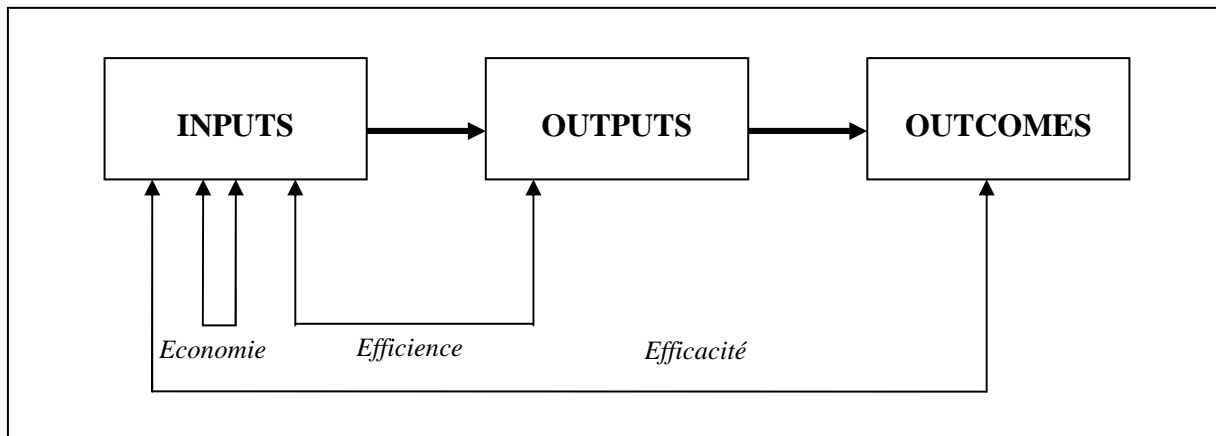 INPUTS
OUTPUTS
OUTCOMES
Economie
Efficience
Efficacité